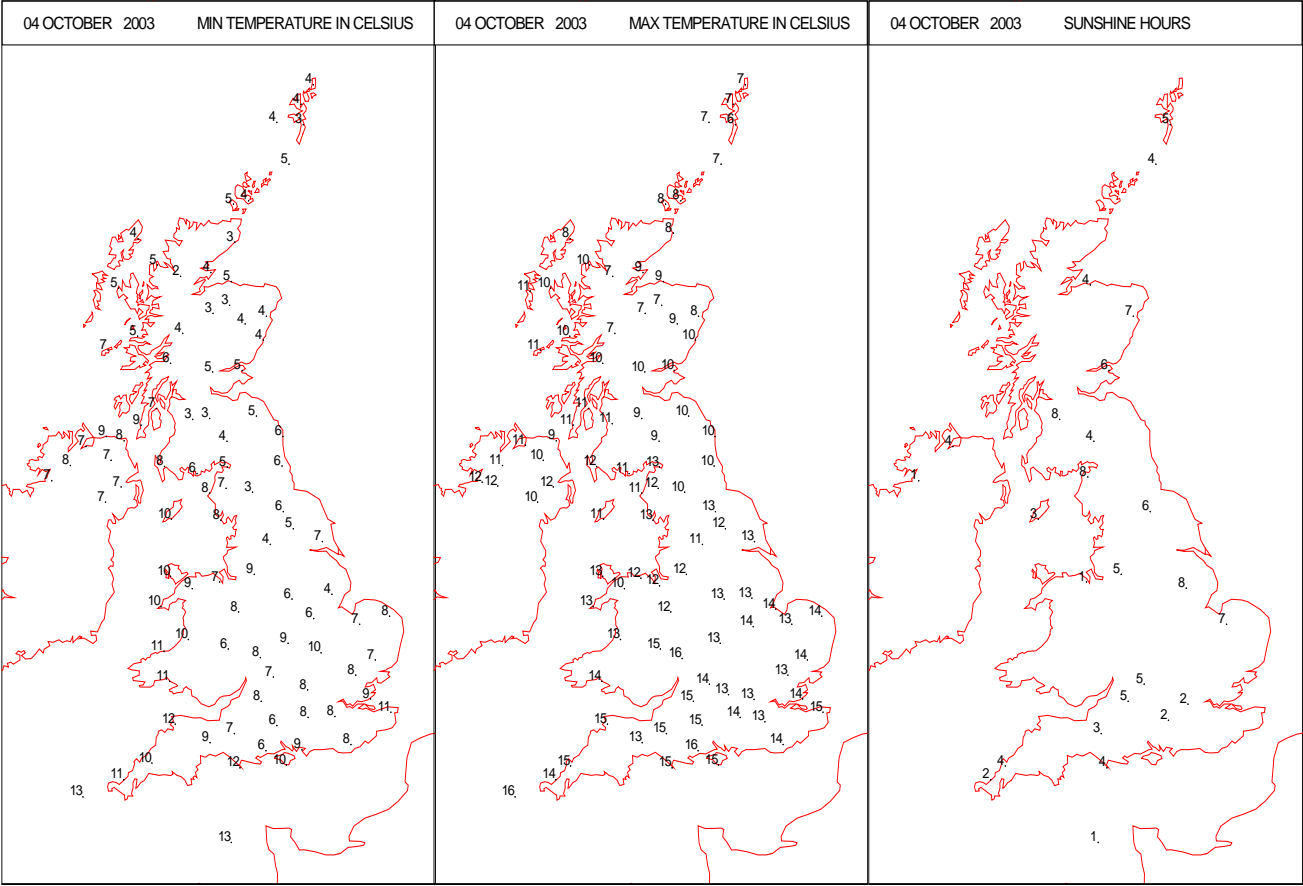 04 OCTOBER 2003 MIN TEMPERATURE IN CELSIUS
4.
4.
4. 3.
5.
5. 4.
4. 3.
5. 4.
2. 5.
5.
3. 3. 4.
4. 4.
5. 4.
7.
6. 5. 5.
7.
3. 3. 5.
9.
9. 8. 4. 6.
7.
8. 7. 8. 5. 6.
6.
7. 7. 8. 7. 3.
7.
10. 8. 6.
5.
4. 7.
10. 7. 9.
9. 6. 4.
10. 8. 6. 7. 8.
10. 9.
11. 6. 8. 10. 7.
11. 7. 8.
8. 8. 9.
12. 6. 8. 8. 11.
9. 7.
6. 9. 8.
10. 12. 10.
11.
13.
13.
04 OCTOBER 2003 MAX TEMPERATURE IN CELSIUS
7.
7.
7. 6.
7.
8. 8.
8. 8.
10. 9.
7. 9.
11. 10.
7. 7. 8.
9.
10. 7. 10.
11.
10. 10. 10.
11.
11. 11. 9. 10.
11. 9. 9. 10.
11. 10. 12. 13. 10.
11.
12. 12. 12. 11. 12. 10.
10.
11. 13. 13.
12.
11. 13.
13. 12. 12. 12.
10.
13. 12. 13. 13. 14.
14. 13. 14.
13. 13.
15. 16. 14.
14. 14. 13.
15. 13. 13. 14.
15. 15. 14. 13. 15.
13. 15. 16. 14.
15. 15. 15.
14.
16.
04 OCTOBER 2003 SUNSHINE HOURS
5.
4.
4.
7.
6.
8.
4. 4.
1. 8.
3. 6.
1. 5. 8.
7.
5.
5. 2.
3. 2.
4. 4.
2.
1.